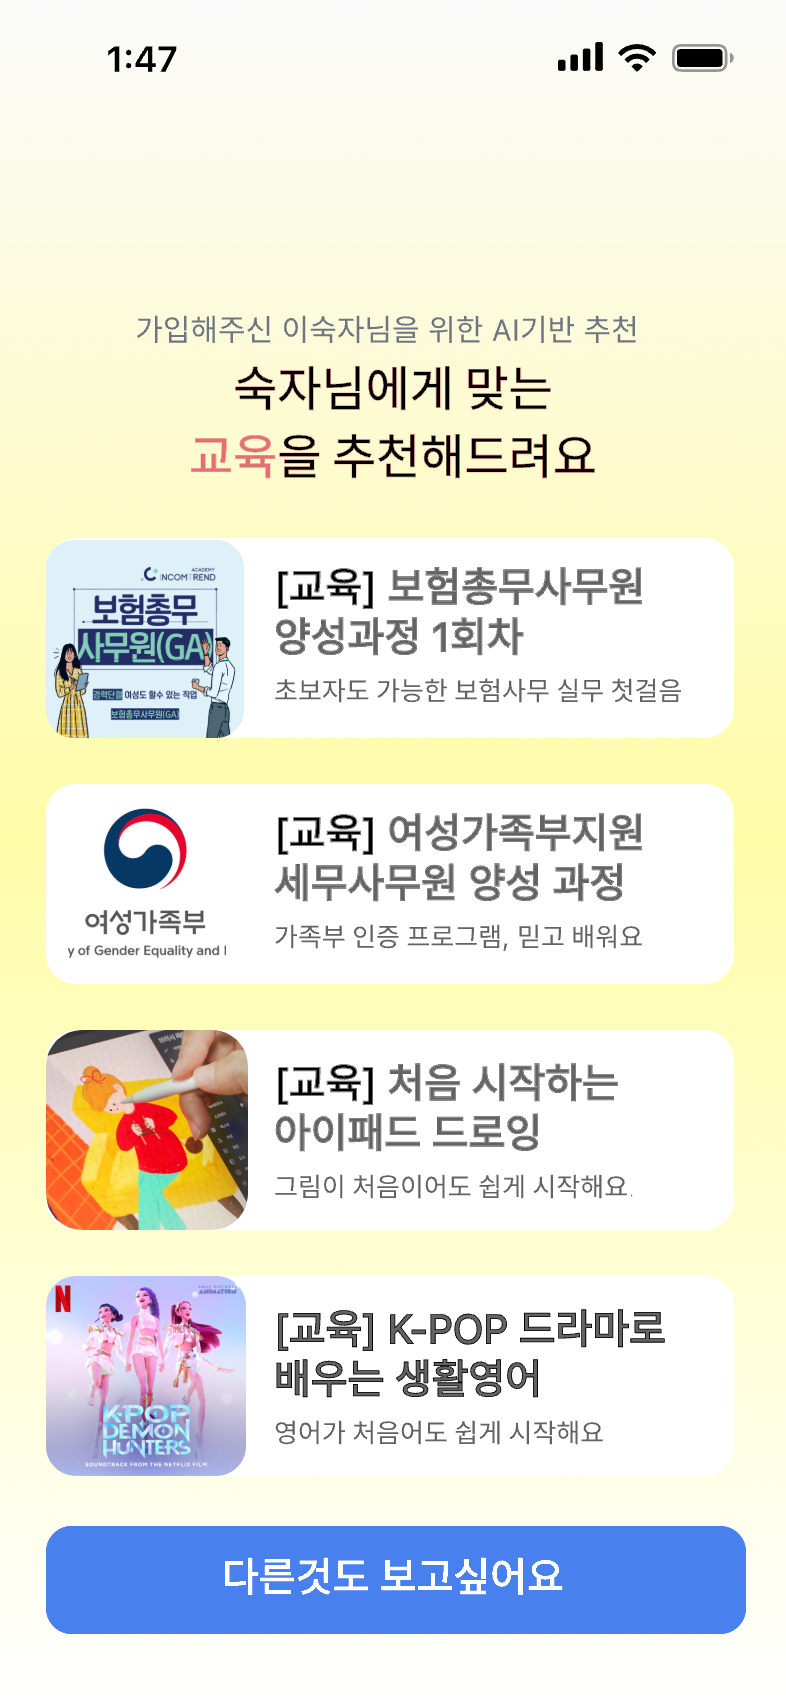 1:47
가입해주신 이숙자님을 위한 AI기반 추천
숙자님에게 맞는
교육을 추천해드려요
ACADEMY
INCOMTREND
보험총무
사무원(GA)
경력단절 여성도 할수 있는 직업
보험총무사무원(GA)
[교육] 보험총무사무원
양성과정 1회차
초보자도 가능한 보험사무 실무 첫걸음
여성가족부
y of Gender Equality and I
[교육] 여성가족부지원
세무사무원 양성 과정
가족부 인증 프로그램, 믿고 배워요
[교육] 처음 시작하는
아이패드 드로잉
그림이 처음이어도 쉽게 시작해요.
N
SONY PICTURES
ANIMATION
K-POP
DEMON
HUNTERS
SOUNDTRACK FROM THE NETFLIX FILM
[교육] K-POP 드라마로
배우는 생활영어
영어가 처음어도 쉽게 시작해요
다른것도 보고싶어요